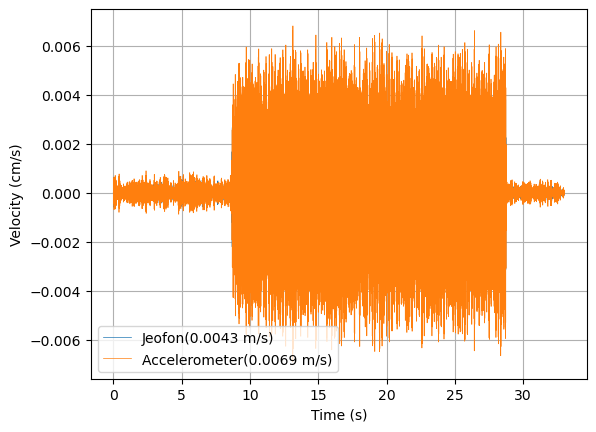 0.006
0.004
0.002
0.000
−0.002
−0.004
−0.006
Velocity (cm/s)
Jeofon(0.0043 m/s)
Accelerometer(0.0069 m/s)
0 5 10 15 20 25 30
Time (s)